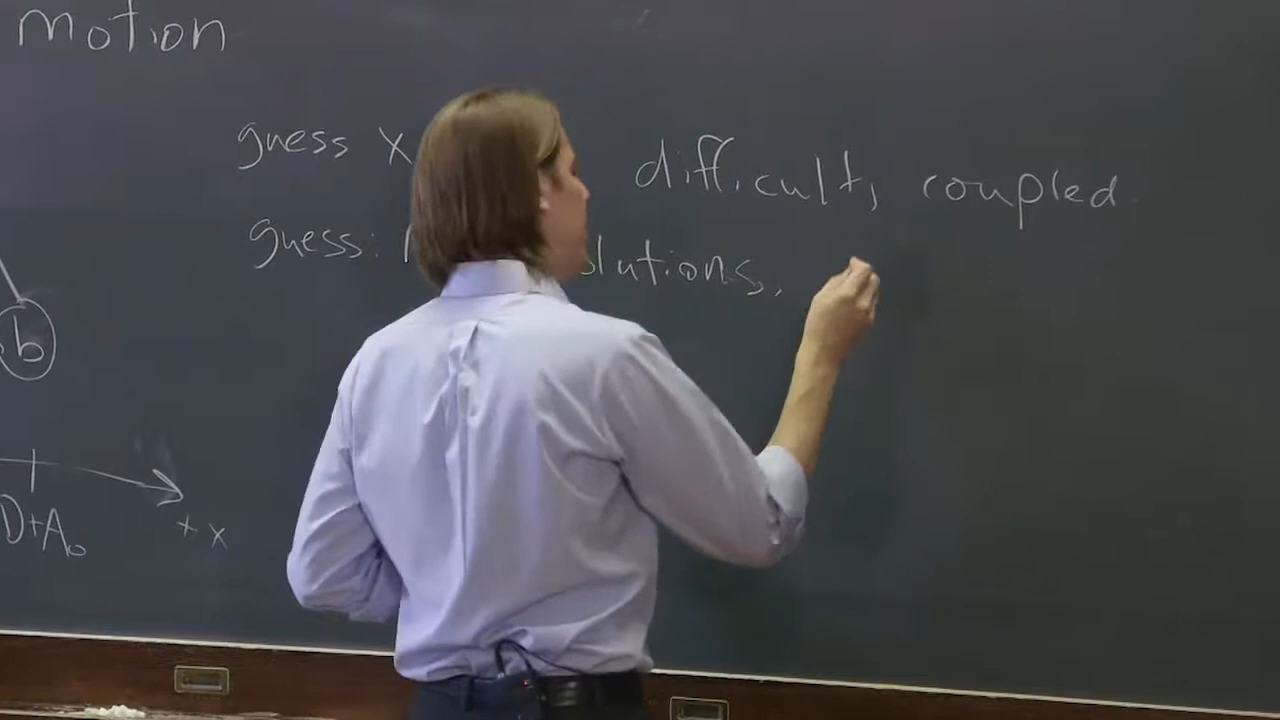 motion
guess x difficult, coupled.
guess: lutions,
b
D+A₀
+x